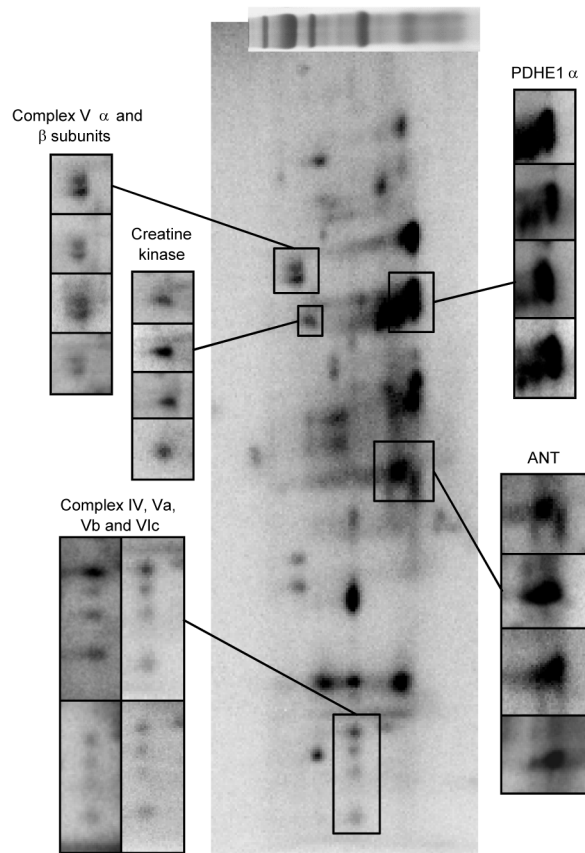 PDHE1 α
Complex V α and
β subunits
Creatine
kinase
ANT
Complex IV, Va,
Vb and VIc